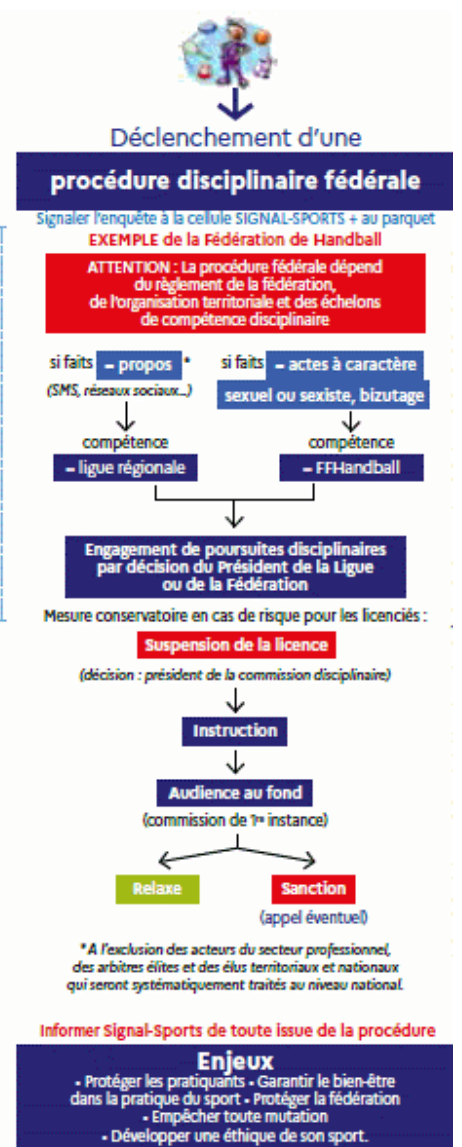 Déclenchement d'une
procédure disciplinaire fédérale
Signaler l'enquête à la cellule SIGNAL-SPORTS + au parquet
EXEMPLE de la Fédération de Handball
ATTENTION : La procédure fédérale dépend
du règlement de la fédération,
de l'organisation territoriale et des échelons
de compétence disciplinaire
si faits – propos *
(SMS, réseaux sociaux...)
compétence
– ligue régionale
si faits – actes à caractère
sexuel ou sexiste, bizutage
compétence
– FFHandball
Engagement de poursuites disciplinaires
par décision du Président de la Ligue
ou de la Fédération
Mesure conservatoire en cas de risque pour les licenciés :
Suspension de la licence
(décision : président de la commission disciplinaire)
Instruction
Audience au fond
(commission de 1re instance)
Relaxe
Sanction
(appel éventuel)
* A l'exclusion des acteurs du secteur professionnel,
des arbitres élites et des élus territoriaux et nationaux
qui seront systématiquement traités au niveau national.
Informer Signal-Sports de toute issue de la procédure
Enjeux
• Protéger les pratiquants • Garantir le bien-être
dans la pratique du sport • Protéger la fédération
• Empêcher toute mutation
• Développer une éthique de son sport.